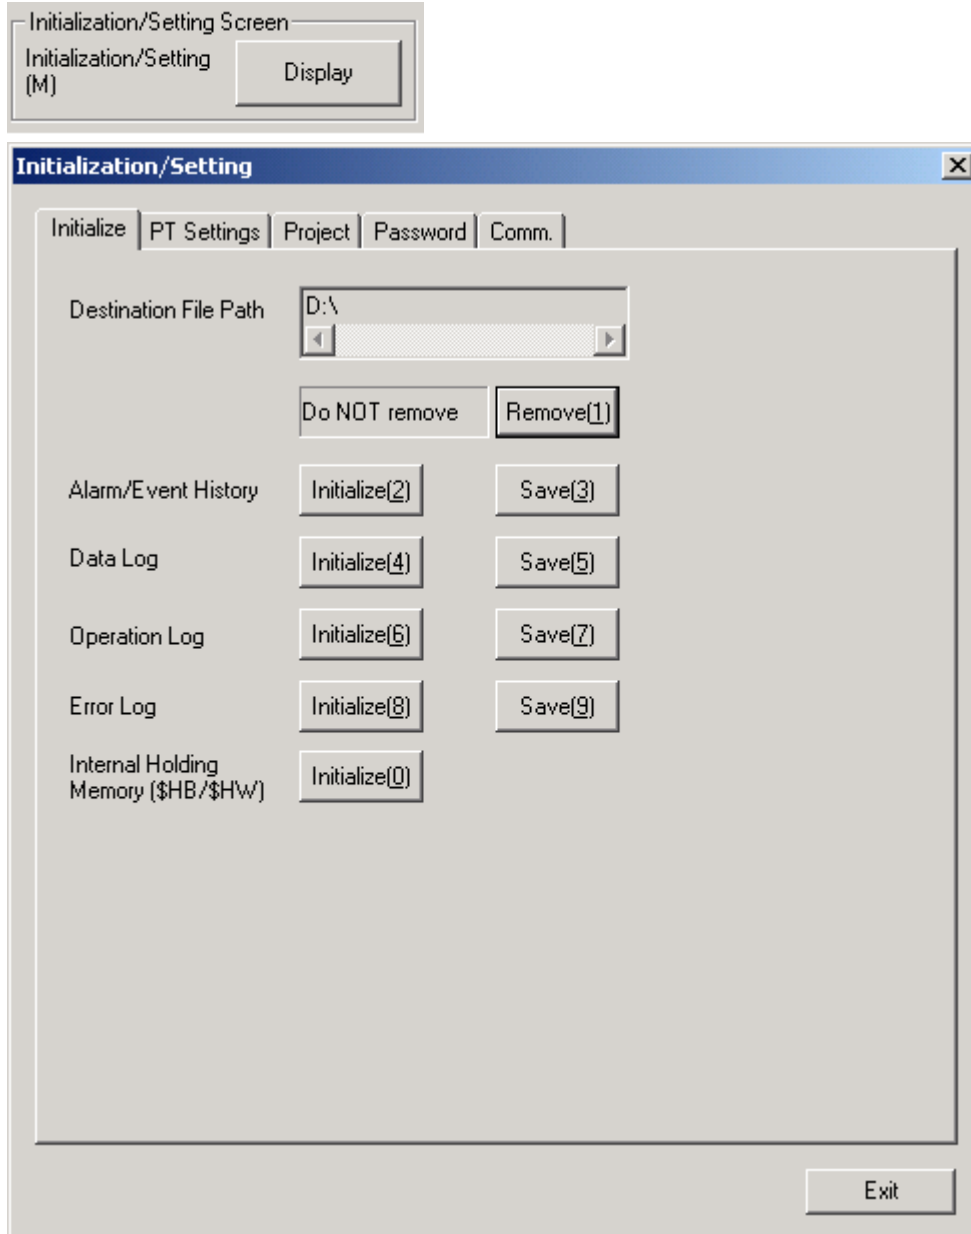 Initialization/Setting Screen
Initialization/Setting
(M)
Display
Initialization/Setting
Initialize PT Settings Project Password Comm.
Destination File Path D:\
Do NOT remove Remove(1)
Alarm/Event History Initialize(2) Save(3)
Data Log Initialize(4) Save(5)
Operation Log Initialize(6) Save(7)
Error Log Initialize(8) Save(9)
Internal Holding
Memory ($HB/$HW) Initialize(0)
Exit